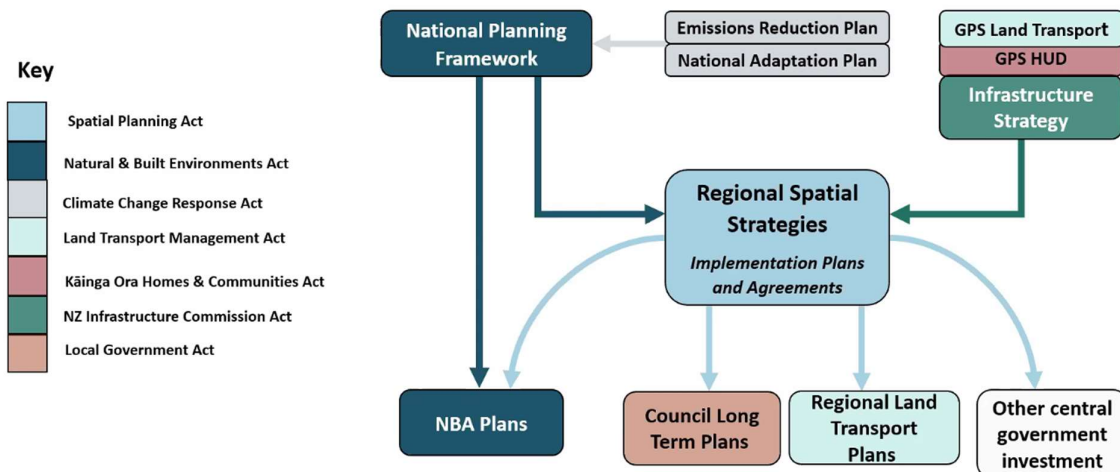 National Planning
Framework
Emissions Reduction Plan
National Adaptation Plan
GPS Land Transport
GPS HUD
Infrastructure
Strategy
Key
Spatial Planning Act
Natural & Built Environments Act
Climate Change Response Act
Land Transport Management Act
Kāinga Ora Homes & Communities Act
NZ Infrastructure Commission Act
Local Government Act
Regional Spatial
Strategies
Implementation Plans
and Agreements
NBA Plans
Council Long
Term Plans
Regional Land
Transport
Plans
Other central
government
investment